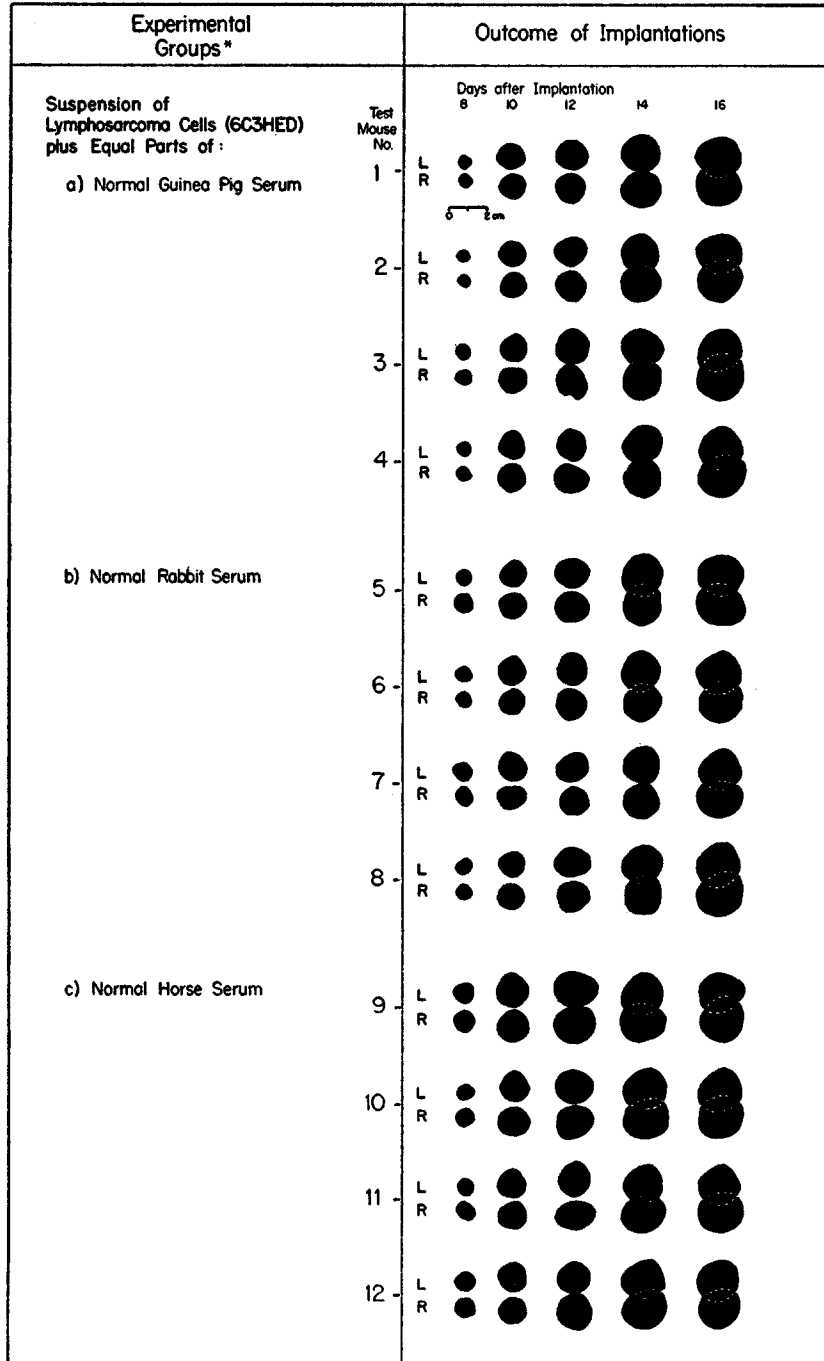 Experimental
Groups*
Outcome of Implantations
Suspension of
Lymphosarcoma Cells (6C3HED)
plus Equal Parts of :
Test
Mouse
No.
Days after Implantation
8 10 12 14 16
a) Normal Guinea Pig Serum
1 - L
R
0 2 cm
2 - L
R
3 - L
R
4 - L
R
b) Normal Rabbit Serum
5 - L
R
6 - L
R
7 - L
R
8 - L
R
c) Normal Horse Serum
9 - L
R
10 - L
R
11 - L
R
12 - L
R